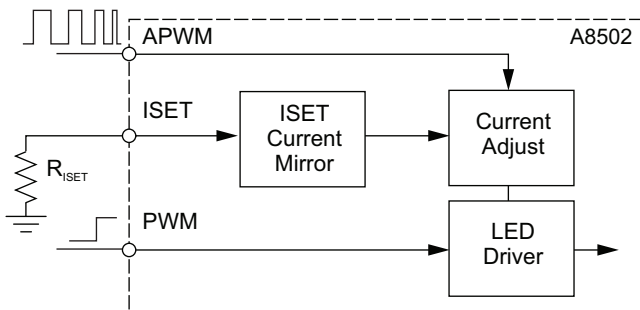 APWM
A8502
ISET
ISET
Current
Mirror
Current
Adjust
RISET
PWM
LED
Driver